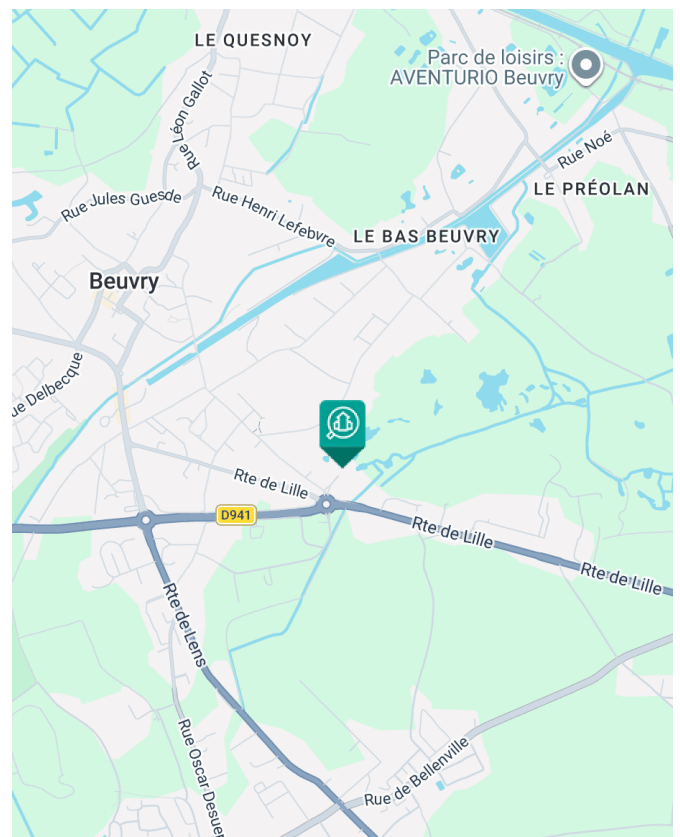 LE QUESNOY
Parc de loisirs :
AVENTURIO Beuvry
Rue Léon Gallot
Rue Noé
LE PRÉOLAN
Rue Jules Guesde
Rue Henri Lefebvre
LE BAS BEUVRY
Beuvry
ue Delbecque
Rte de Lille
D941
Rte de Lille
Rte de Lille
Rte de Lens
Rue Oscar Desuer
Rue de Bellenville